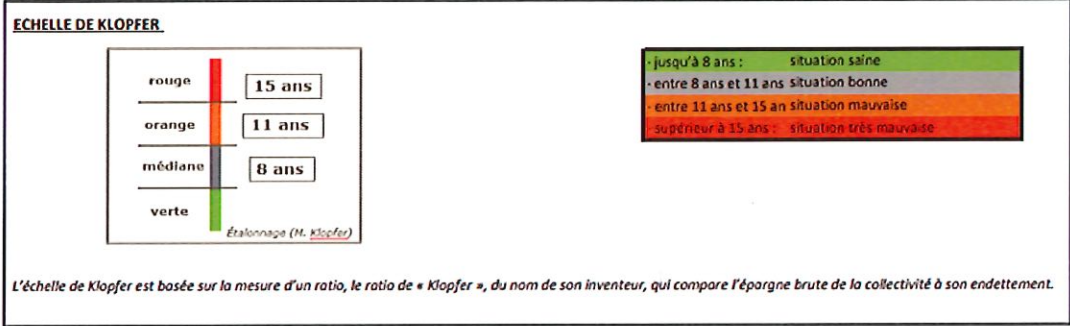 ECHELLE DE KLOPFER
rouge
15 ans
orange
11 ans
médiane
8 ans
verte
Étalonnage (M. Klopfer)
- jusqu'à 8 ans : situation saine
- entre 8 ans et 11 ans situation bonne
- entre 11 ans et 15 an situation mauvaise
- supérieur à 15 ans : situation très mauvaise
L'échelle de Klopfer est basée sur la mesure d'un ratio, le ratio de « Klopfer », du nom de son inventeur, qui compare l'épargne brute de la collectivité à son endettement.